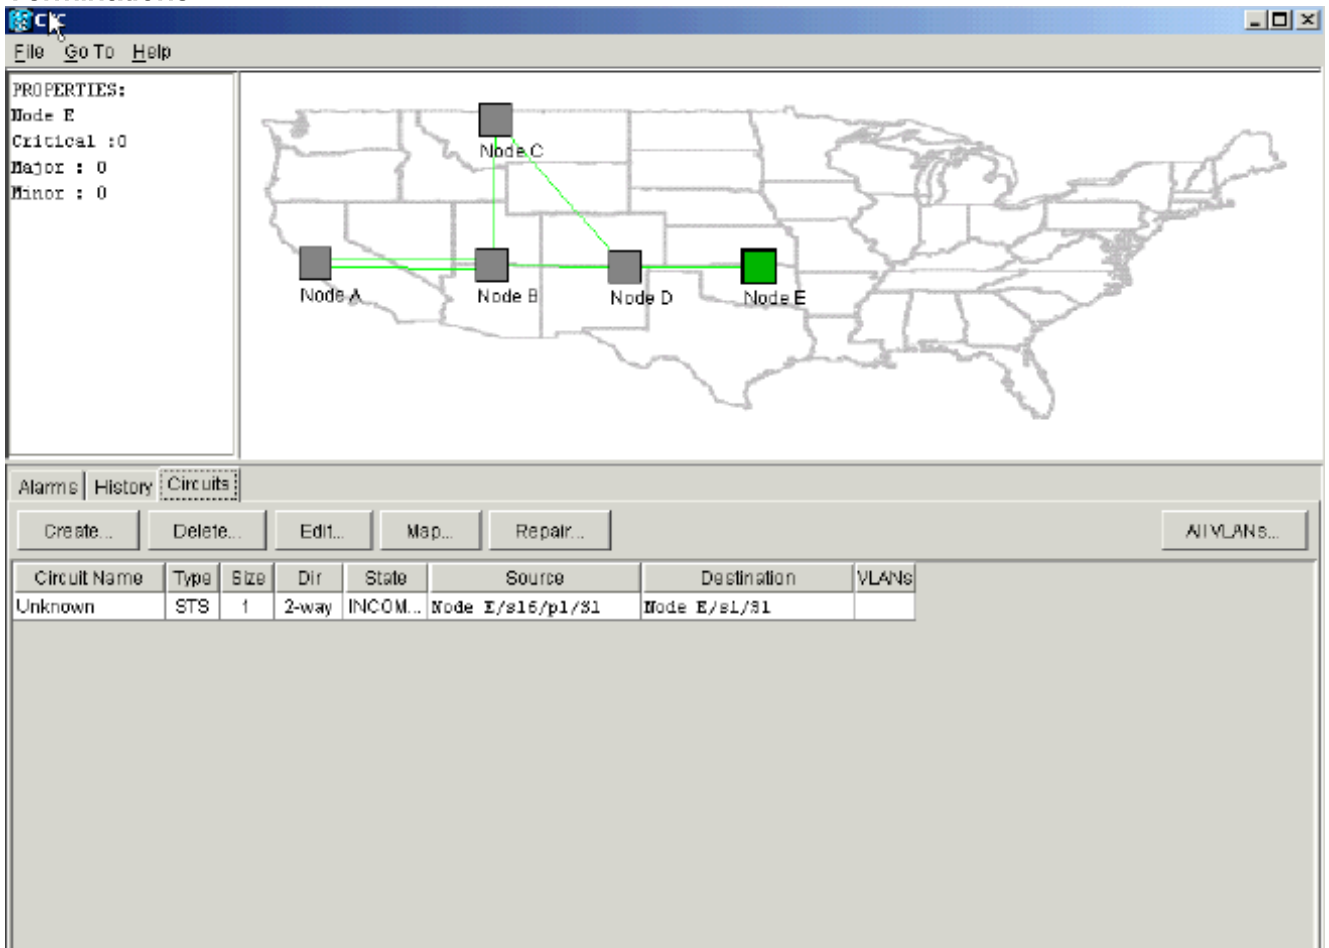 CTC
File Go To Help
PROPERTIES:
Node E
Critical :0
Major : 0
Minor : 0
Node C
Node A
Node B
Node D
Node E
Alarms History Circuits
Create... Delete... Edit... Map... Repair... All VLANs...
Circuit Name Type Size Dir State Source Destination VLANs
Unknown STS 1 2-way INCOM... Node E/s16/p1/S1 Node E/s1/S1